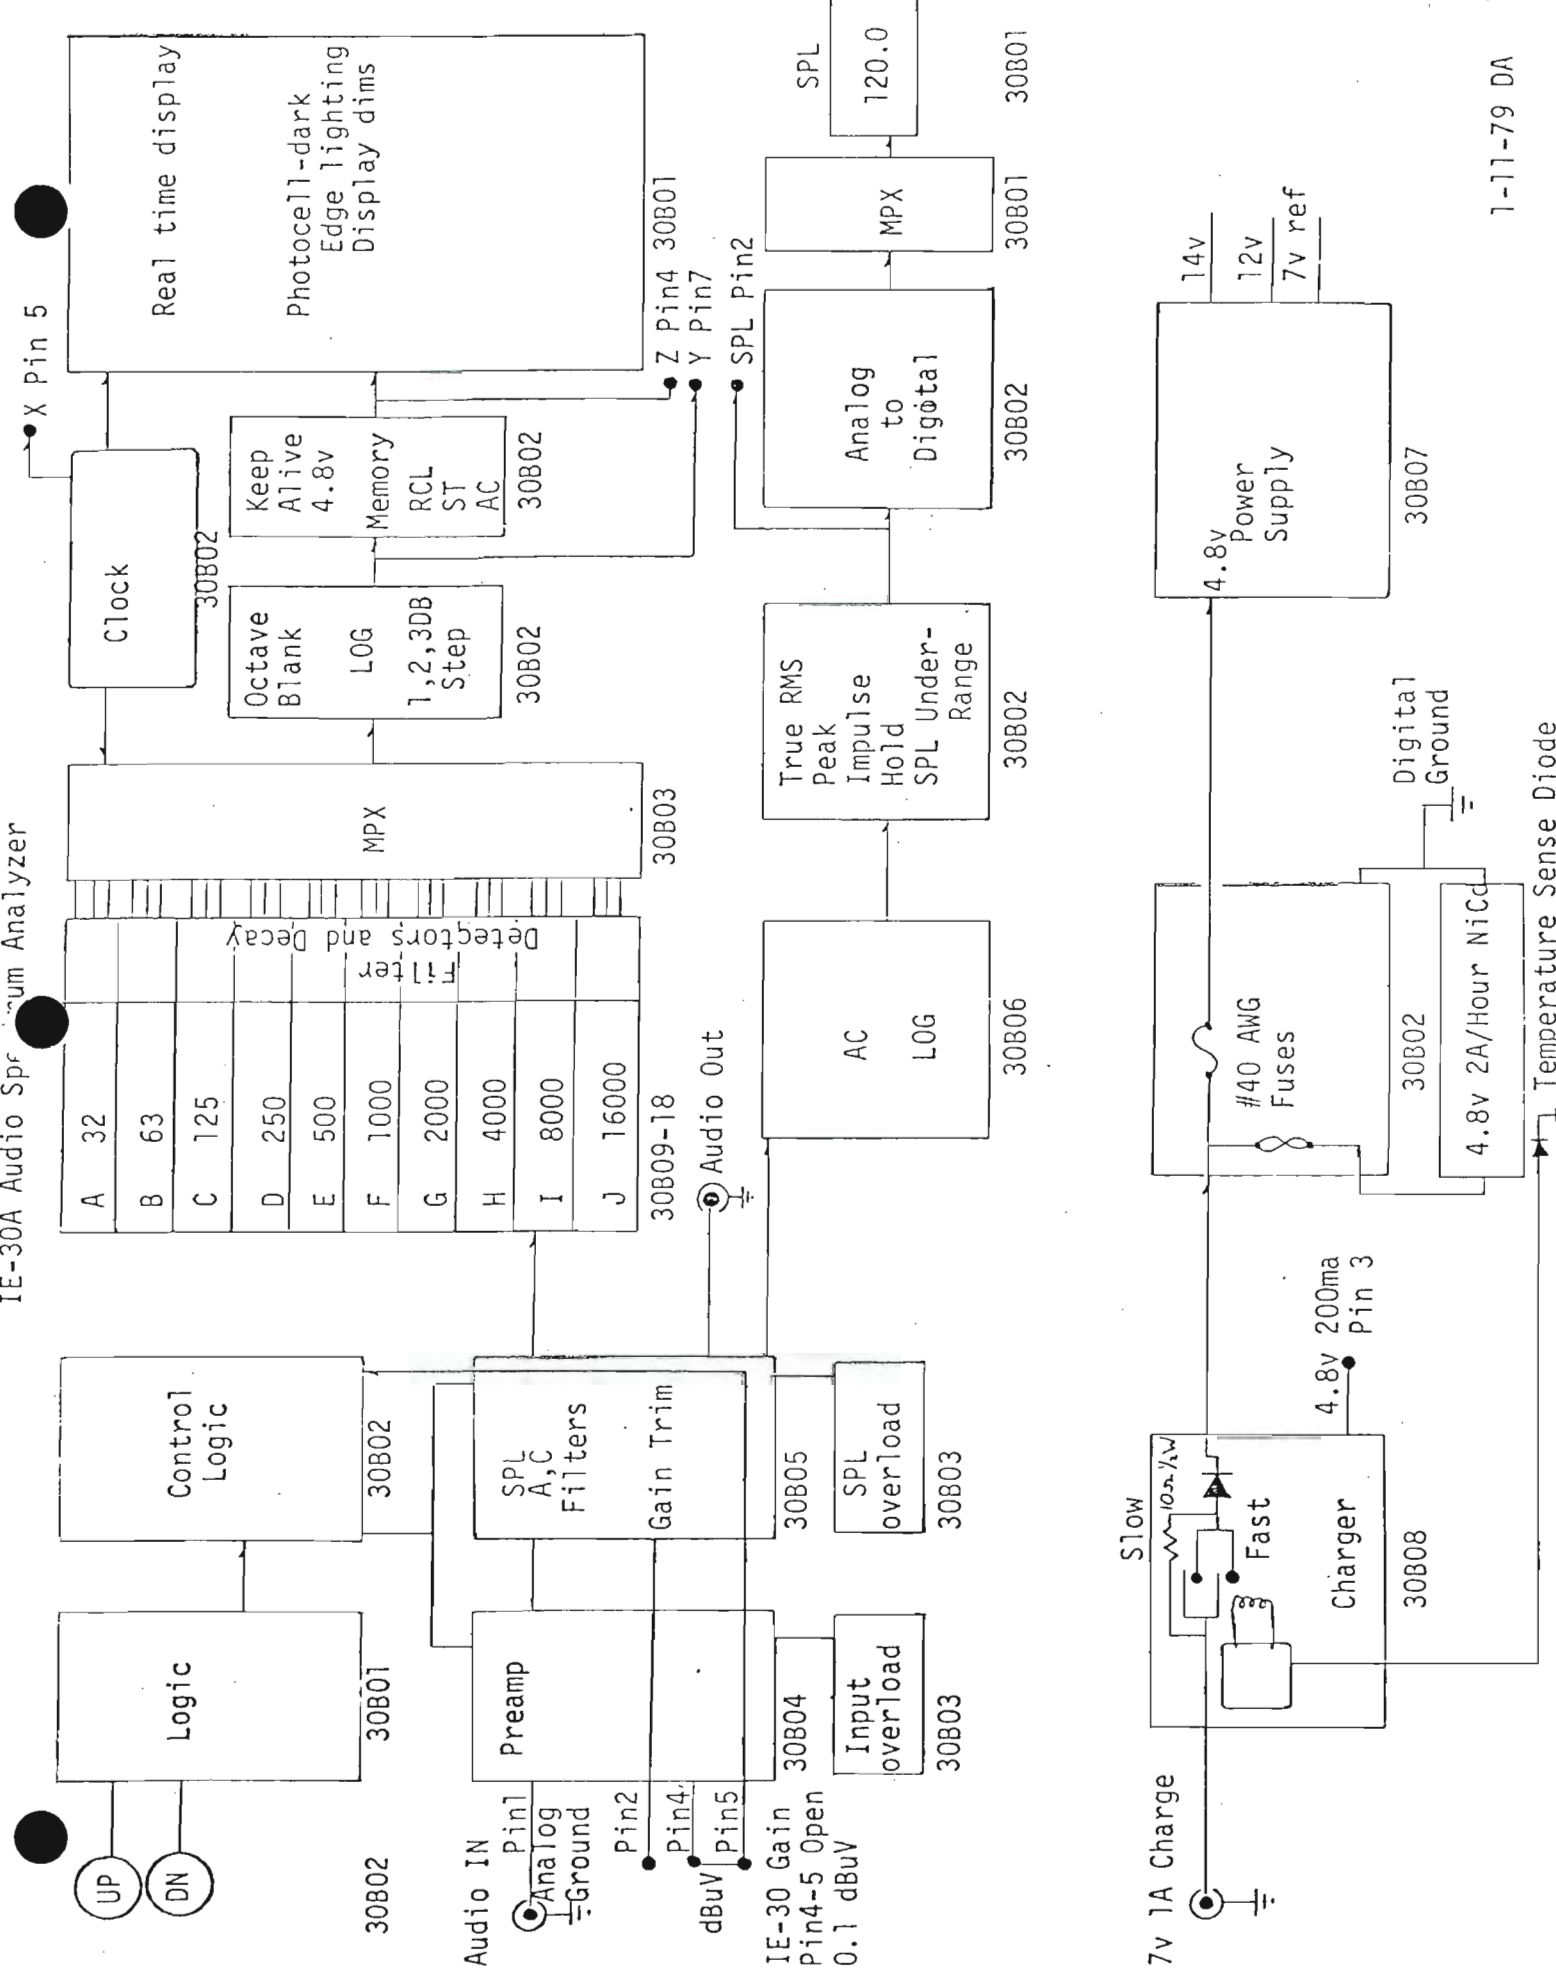 IE-30A Audio Spe rum Analyzer
UP
DN
30B02
Logic
30B01
Control
Logic
30B02
Audio IN
Pin1
Analog
Ground
Pin2
Pin4
Pin5
dBuV
IE-30 Gain
Pin4-5 Open
0.1 dBuV
Preamp
30B04
Input
overload
30B03
SPL
A,C
Filters
Gain Trim
30B05
SPL
overload
30B03
A 32
B 63
C 125
D 250
E 500
F 1000
G 2000
H 4000
I 8000
J 16000
Filter
Detectors and Decay
30B09-18
Audio Out
MPX
30B03
Clock
30B02
X Pin 5
Octave
Blank
LOG
1,2,3DB
Step
30B02
Keep
Alive
4.8v
Memory
RCL
ST
AC
30B02
Real time display
Photocell-dark
Edge lighting
Display dims
30B01
Z Pin4
Y Pin7
SPL Pin2
AC
LOG
30B06
True RMS
Peak
Impulse
Hold
SPL Under-
Range
30B02
Analog
to
Digital
30B02
MPX
30B01
SPL
120.0
30B01
7v 1A Charge
Slow
10Ω ½W
Fast
Charger
30B08
4.8v 200ma
Pin 3
#40 AWG
Fuses
30B02
4.8v 2A/Hour NiCd
Digital
Ground
Temperature Sense Diode
4.8v
Power
Supply
30B07
14v
12v
7v ref
1-11-79 DA